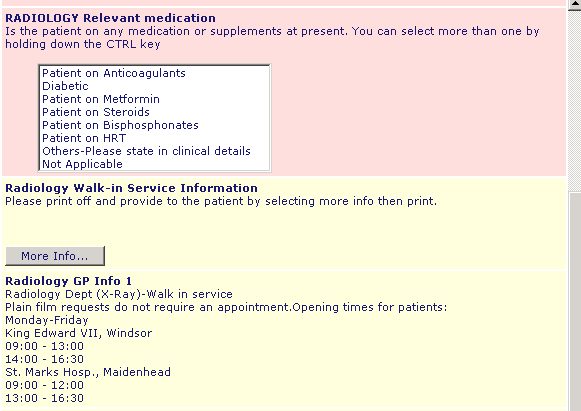 RADIOLOGY Relevant medication
Is the patient on any medication or supplements at present. You can select more than one by
holding down the CTRL key
Patient on Anticoagulants
Diabetic
Patient on Metformin
Patient on Steroids
Patient on Bisphosphonates
Patient on HRT
Others-Please state in clinical details
Not Applicable
Radiology Walk-in Service Information
Please print off and provide to the patient by selecting more info then print.
More Info...
Radiology GP Info 1
Radiology Dept (X-Ray)-Walk in service
Plain film requests do not require an appointment.Opening times for patients:
Monday-Friday
King Edward VII, Windsor
09:00 - 13:00
14:00 - 16:30
St. Marks Hosp., Maidenhead
09:00 - 12:00
13:00 - 16:30